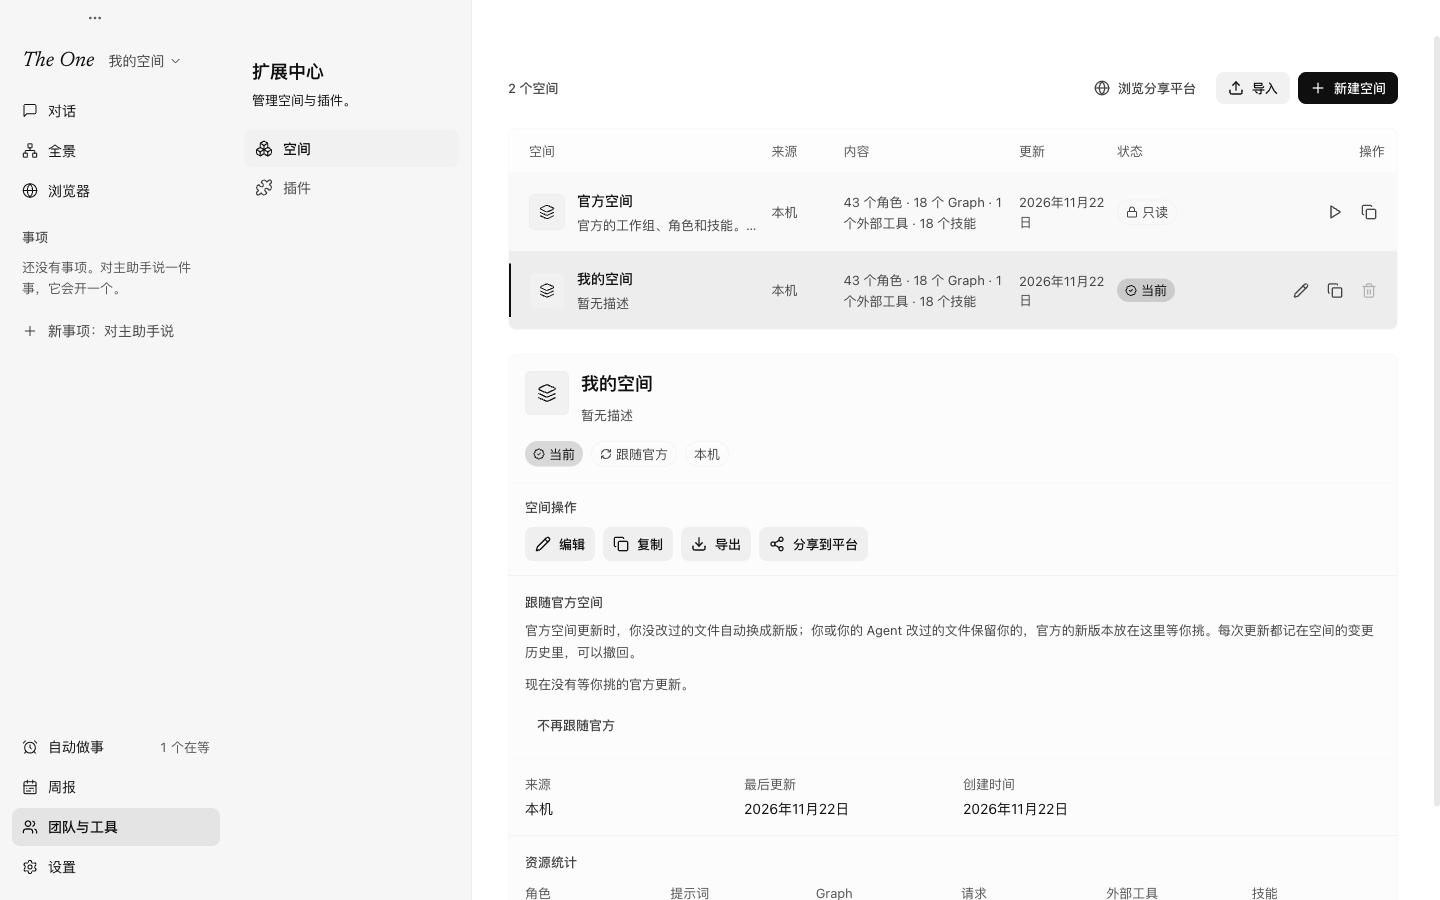 The One 我的空间
对话
全景
浏览器
事项
还没有事项。对主助手说一件
事，它会开一个。
新事项：对主助手说
自动做事 1 个在等
周报
团队与工具
设置
扩展中心
管理空间与插件。
空间
插件
2 个空间
浏览分享平台
导入
新建空间
空间 来源 内容 更新 状态 操作
官方空间
官方的工作组、角色和技能。...
本机
43 个角色 · 18 个 Graph · 1
个外部工具 · 18 个技能
2026年11月22
日
只读
我的空间
暂无描述
本机
43 个角色 · 18 个 Graph · 1
个外部工具 · 18 个技能
2026年11月22
日
当前
我的空间
暂无描述
当前 跟随官方 本机
空间操作
编辑 复制 导出 分享到平台
跟随官方空间
官方空间更新时，你没改过的文件自动换成新版；你或你的 Agent 改过的文件保留你的，官方的新版本放在这里等你挑。每次更新都记在空间的变更
历史里，可以撤回。
现在没有等你挑的官方更新。
不再跟随官方
来源 最后更新 创建时间
本机 2026年11月22日 2026年11月22日
资源统计
角色 提示词 Graph 请求 外部工具 技能